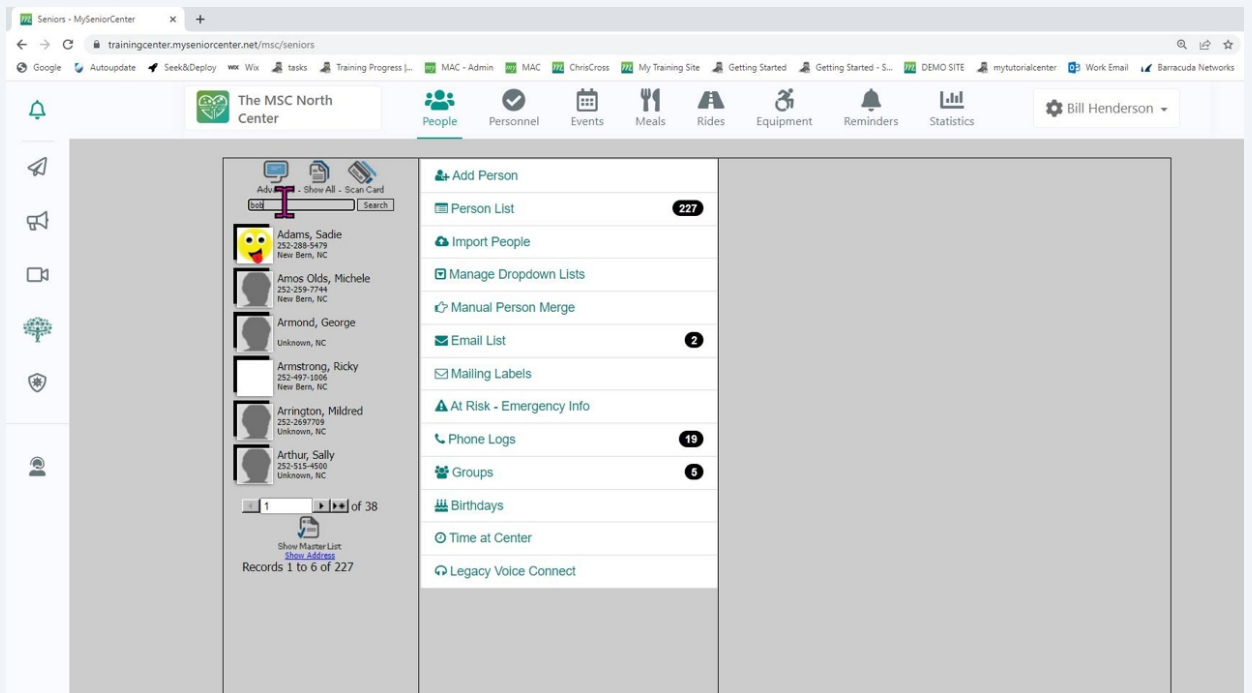 Seniors - MySeniorCenter
trainingcenter.myseniorcenter.net/msc/seniors
Google Autoupdate Seek&Deploy Wix tasks Training Progress |... MAC - Admin MAC ChrisCross My Training Site Getting Started Getting Started - S... DEMO SITE mytutorialcenter Work Email Barracuda Networks
The MSC North
Center
People Personnel Events Meals Rides Equipment Reminders Statistics
Bill Henderson
- Show All - Scan Card
bob Search
Adams, Sadie
252-288-5479
New Bern, NC
Amos Olds, Michele
252-259-7744
New Bern, NC
Armond, George
Unknown, NC
Armstrong, Ricky
252-497-1006
New Bern, NC
Arrington, Mildred
252-2697709
Unknown, NC
Arthur, Sally
252-515-4500
Unknown, NC
1 of 38
Show Master List
Show Address
Records 1 to 6 of 227
Add Person
Person List 227
Import People
Manage Dropdown Lists
Manual Person Merge
Email List 2
Mailing Labels
At Risk - Emergency Info
Phone Logs 19
Groups 5
Birthdays
Time at Center
Legacy Voice Connect